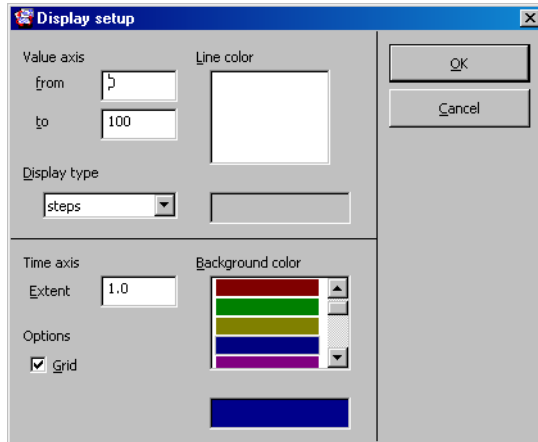 Display setup
Value axis
from
to
100
Line color
Display type
steps
Time axis
Extent
1.0
Background color
Options
Grid
OK
Cancel